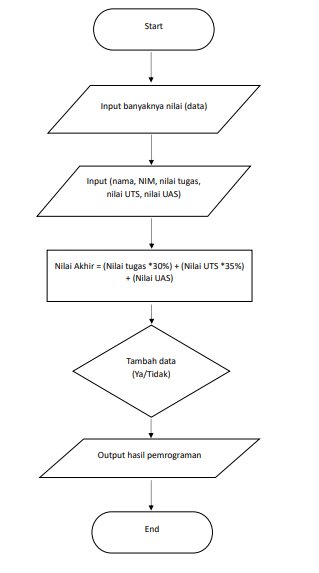 Start
Input banyaknya nilai (data)
Input (nama, NIM, nilai tugas,
nilai UTS, nilai UAS)
Nilai Akhir = (Nilai tugas *30%) + (Nilai UTS *35%)
+ (Nilai UAS)
Tambah data
(Ya/Tidak)
Output hasil pemrograman
End